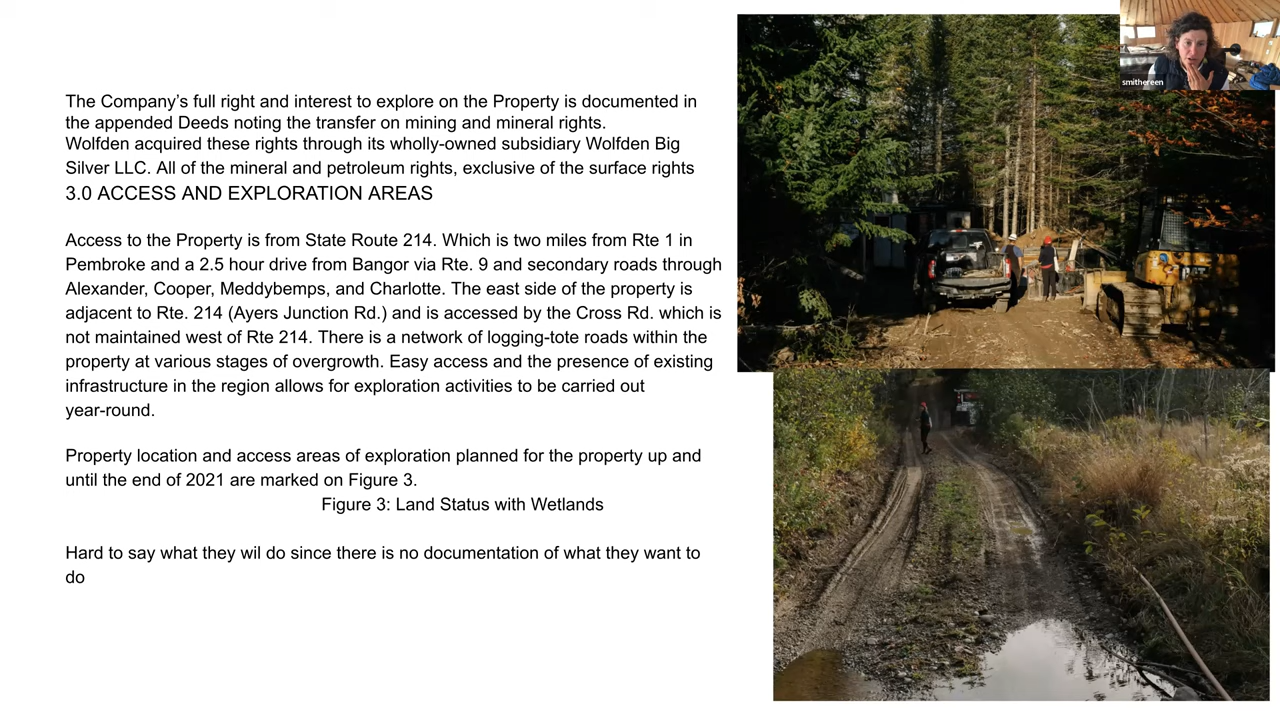 The Company’s full right and interest to explore on the Property is documented in
the appended Deeds noting the transfer on mining and mineral rights.
Wolfden acquired these rights through its wholly-owned subsidiary Wolfden Big
Silver LLC. All of the mineral and petroleum rights, exclusive of the surface rights
3.0 ACCESS AND EXPLORATION AREAS
Access to the Property is from State Route 214. Which is two miles from Rte 1 in
Pembroke and a 2.5 hour drive from Bangor via Rte. 9 and secondary roads through
Alexander, Cooper, Meddybemps, and Charlotte. The east side of the property is
adjacent to Rte. 214 (Ayers Junction Rd.) and is accessed by the Cross Rd. which is
not maintained west of Rte 214. There is a network of logging-tote roads within the
property at various stages of overgrowth. Easy access and the presence of existing
infrastructure in the region allows for exploration activities to be carried out
year-round.
Property location and access areas of exploration planned for the property up and
until the end of 2021 are marked on Figure 3.
Figure 3: Land Status with Wetlands
Hard to say what they wil do since there is no documentation of what they want to
do
smithereen